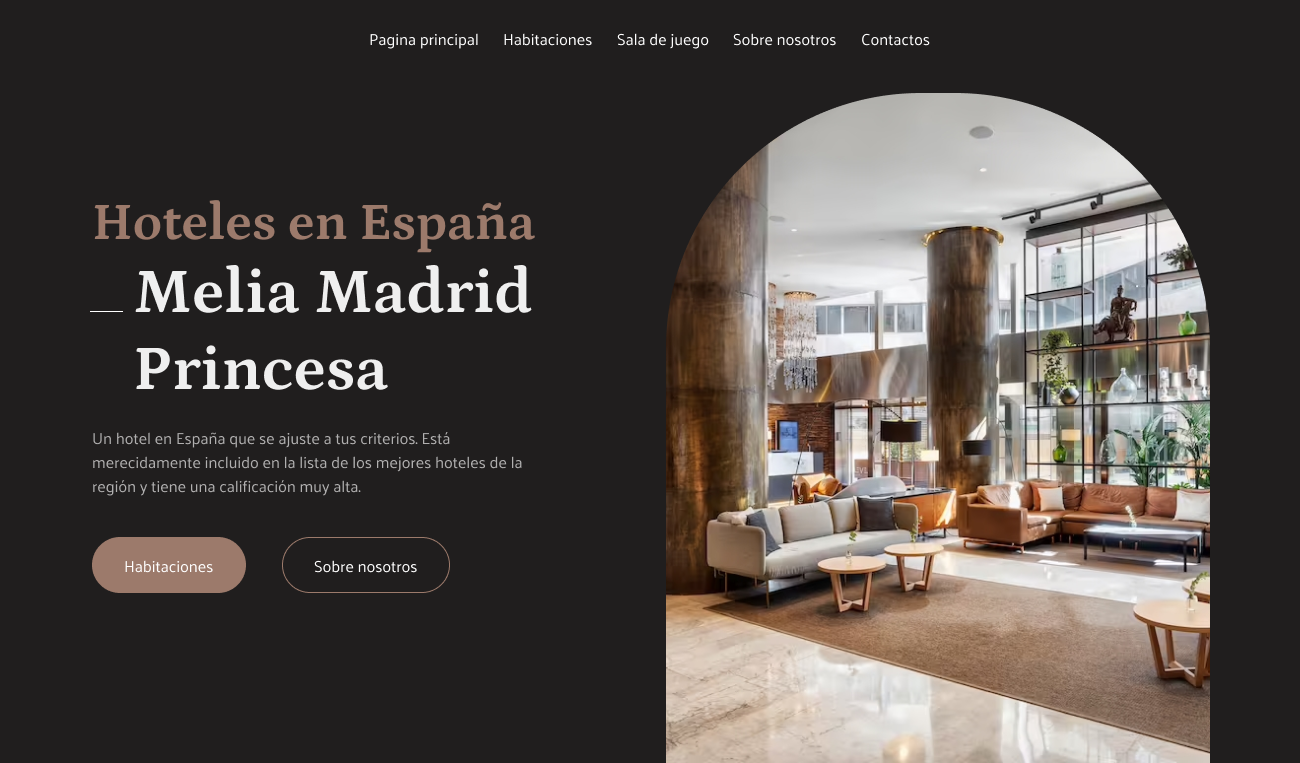 Pagina principal Habitaciones Sala de juego Sobre nosotros Contactos
Hoteles en España
Melia Madrid
Princesa
Un hotel en España que se ajuste a tus criterios. Está
merecidamente incluido en la lista de los mejores hoteles de la
región y tiene una calificación muy alta.
Habitaciones Sobre nosotros